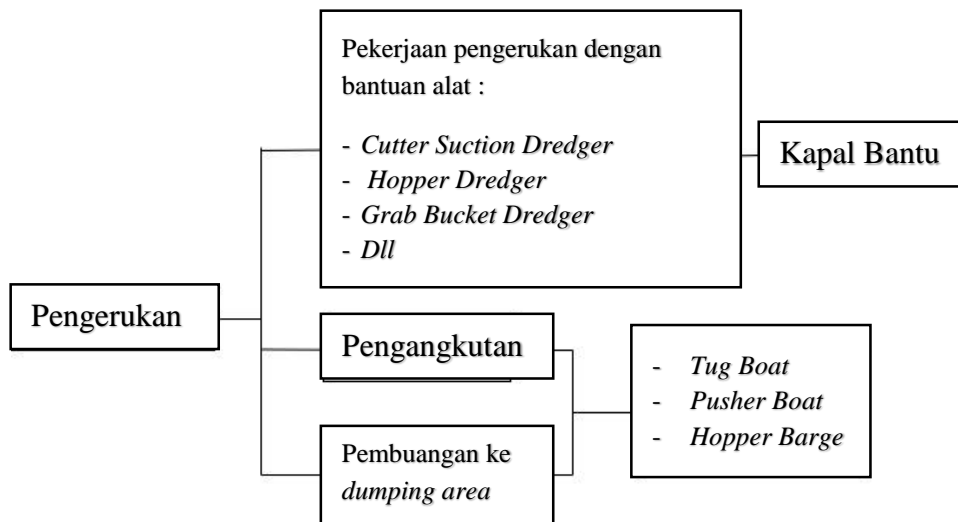 Pekerjaan pengerukan dengan
bantuan alat :
- Cutter Suction Dredger
- Hopper Dredger
- Grab Bucket Dredger
- Dll
Kapal Bantu
Pengerukan
Pengangkutan
- Tug Boat
- Pusher Boat
- Hopper Barge
Pembuangan ke
dumping area